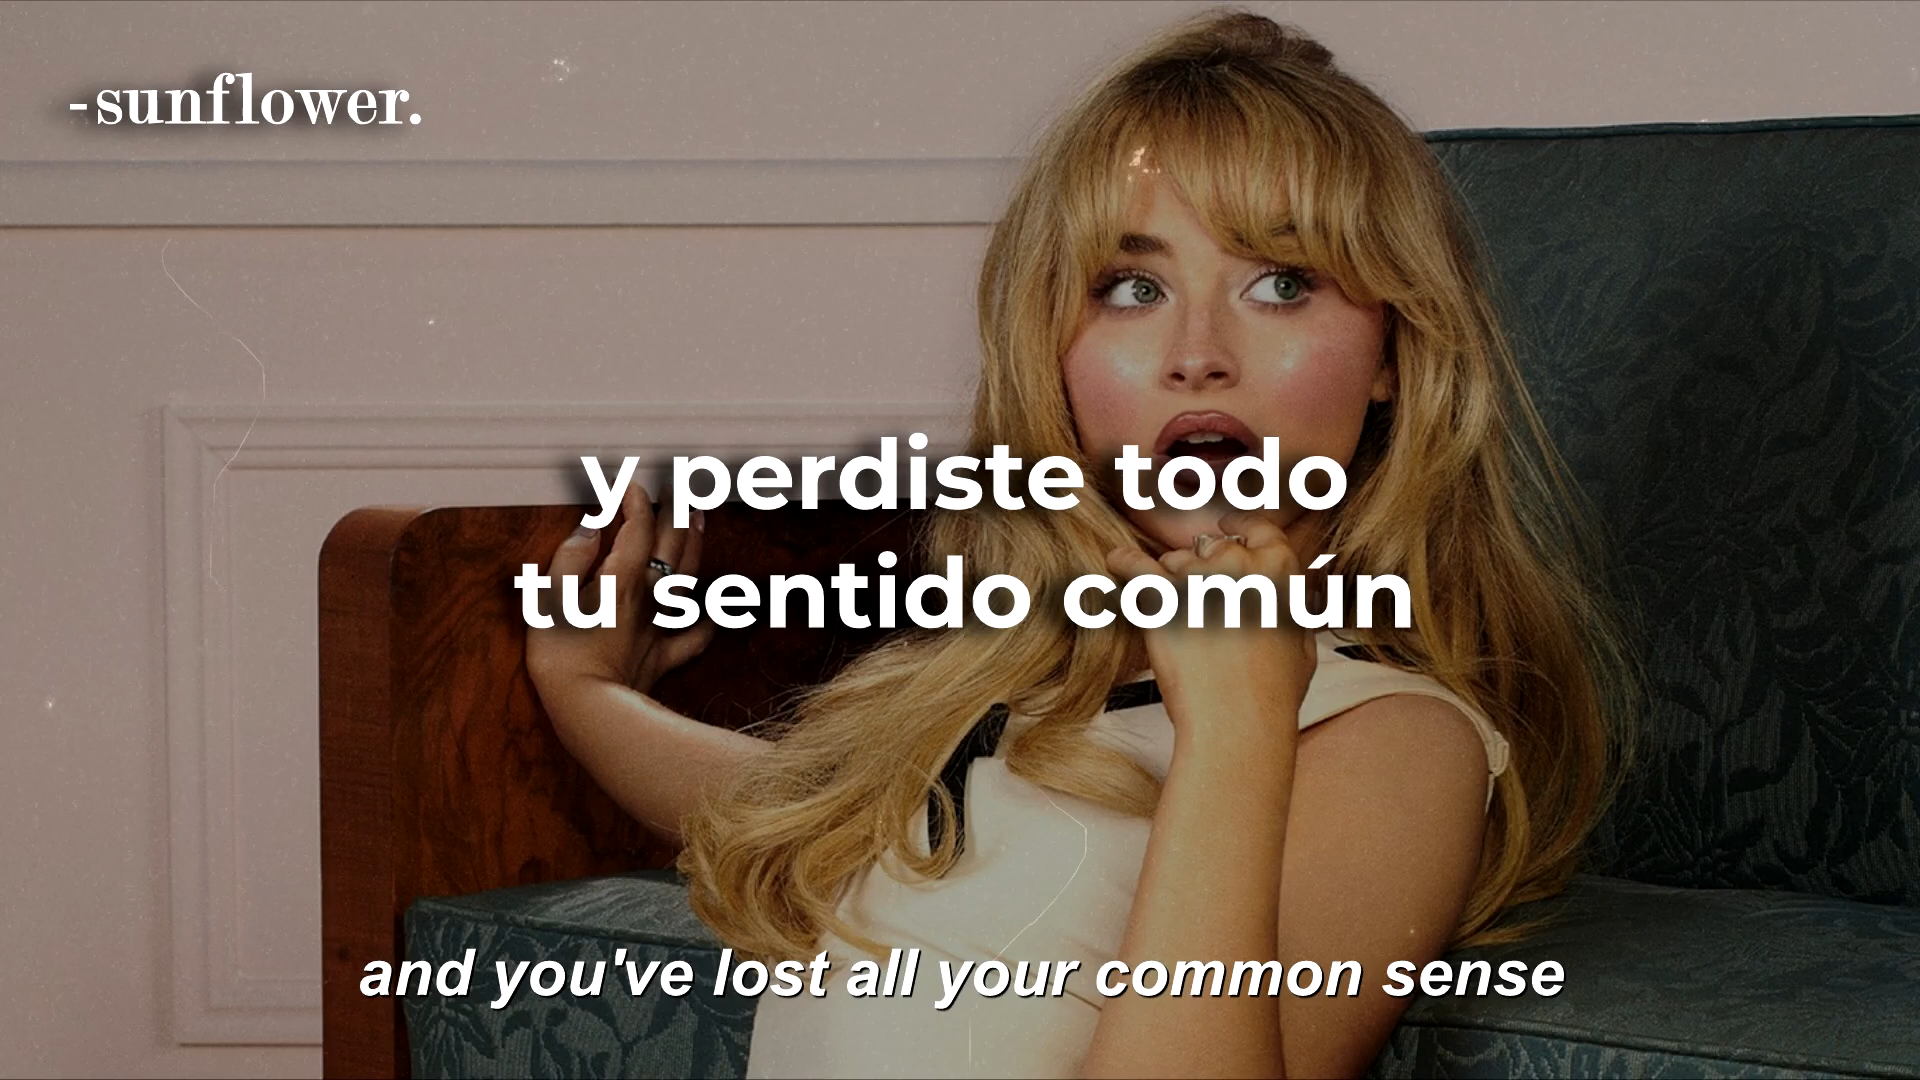 -sunflower.
y perdiste todo
tu sentido común
and you've lost all your common sense